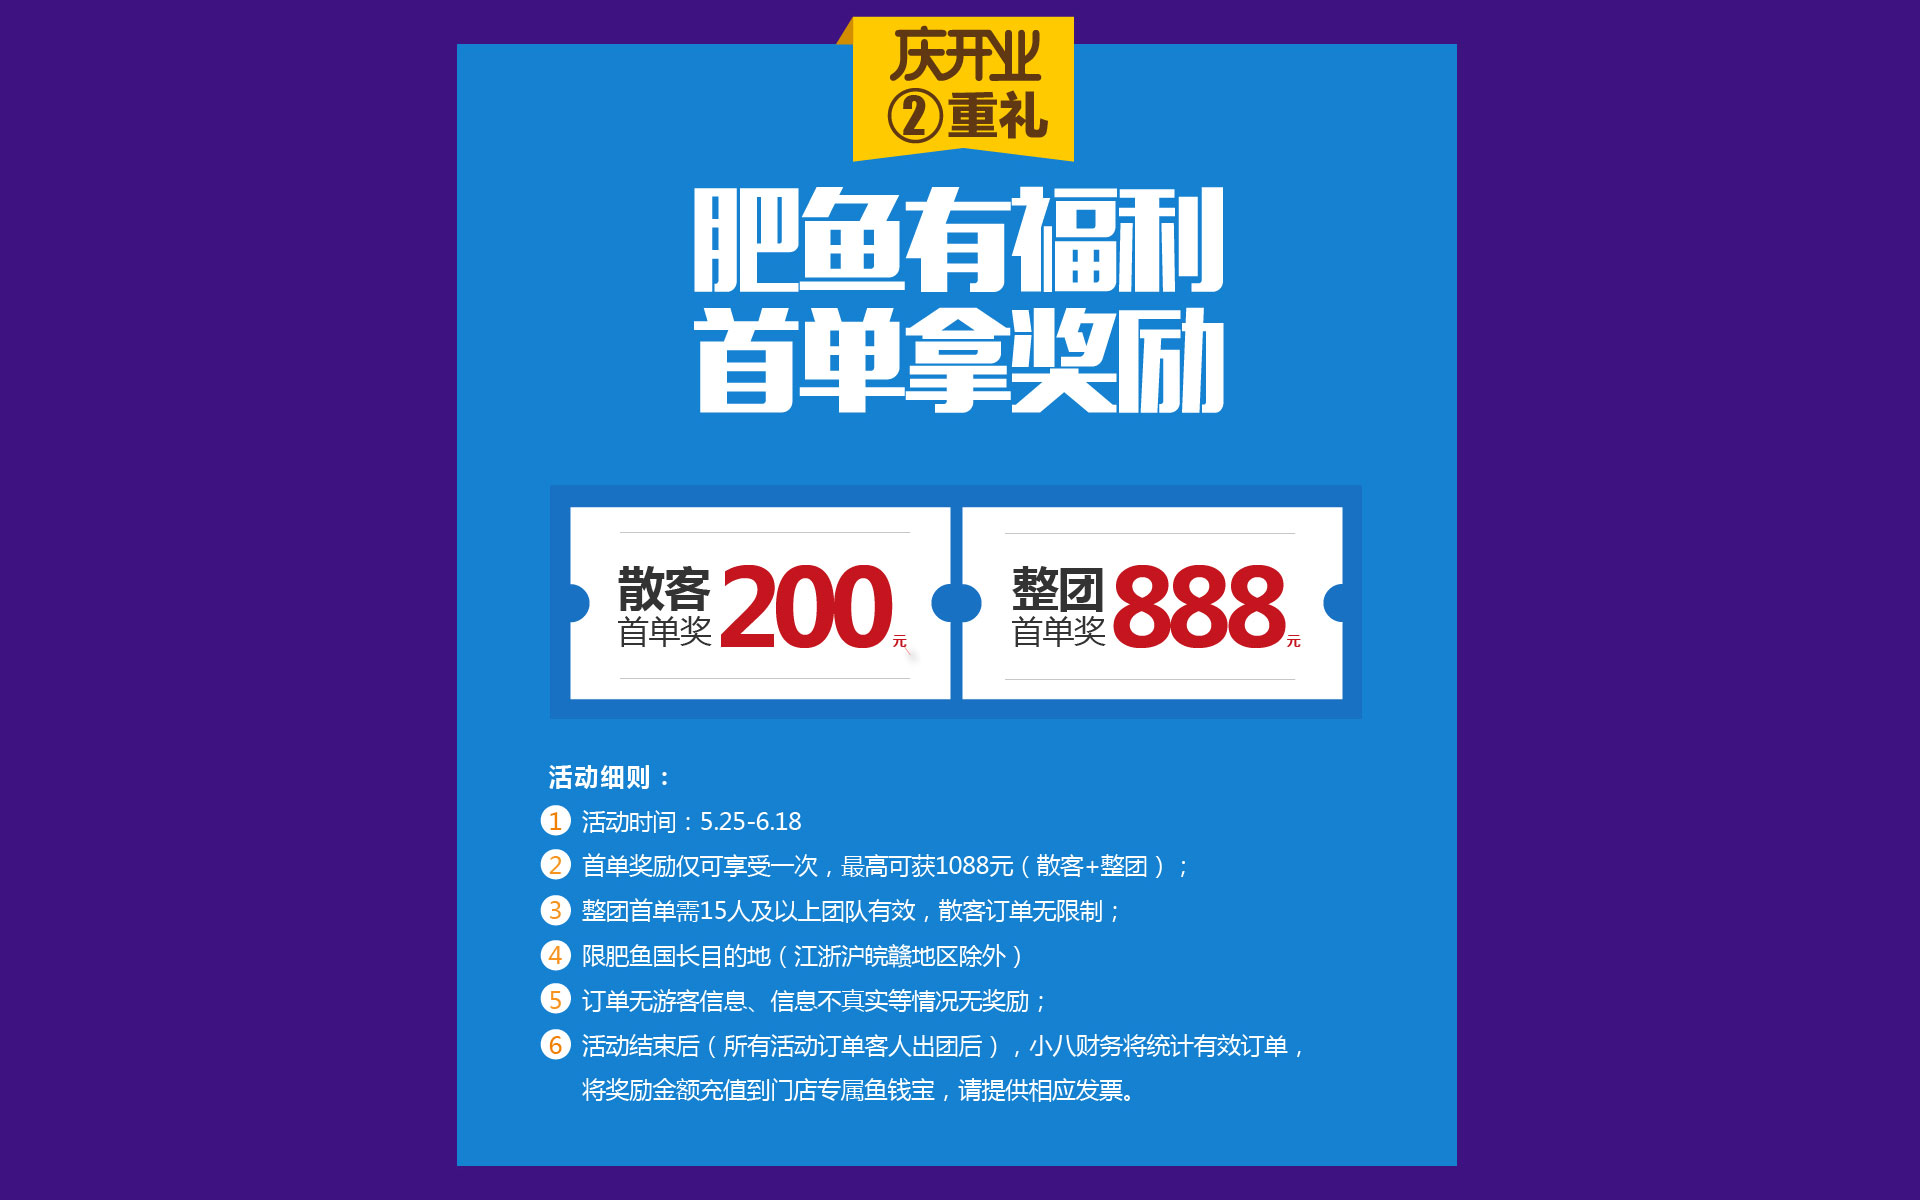 庆开业
②重礼
肥鱼有福利
首单拿奖励
散客
首单奖
200元
整团
首单奖
888元
活动细则：
1 活动时间：5.25-6.18
2 首单奖励仅可享受一次，最高可获1088元（散客+整团）；
3 整团首单需15人及以上团队有效，散客订单无限制；
4 限肥鱼国长目的地（江浙沪皖赣地区除外）
5 订单无游客信息、信息不真实等情况无奖励；
6 活动结束后（所有活动订单客人出团后），小八财务将统计有效订单，
将奖励金额充值到门店专属鱼钱宝，请提供相应发票。